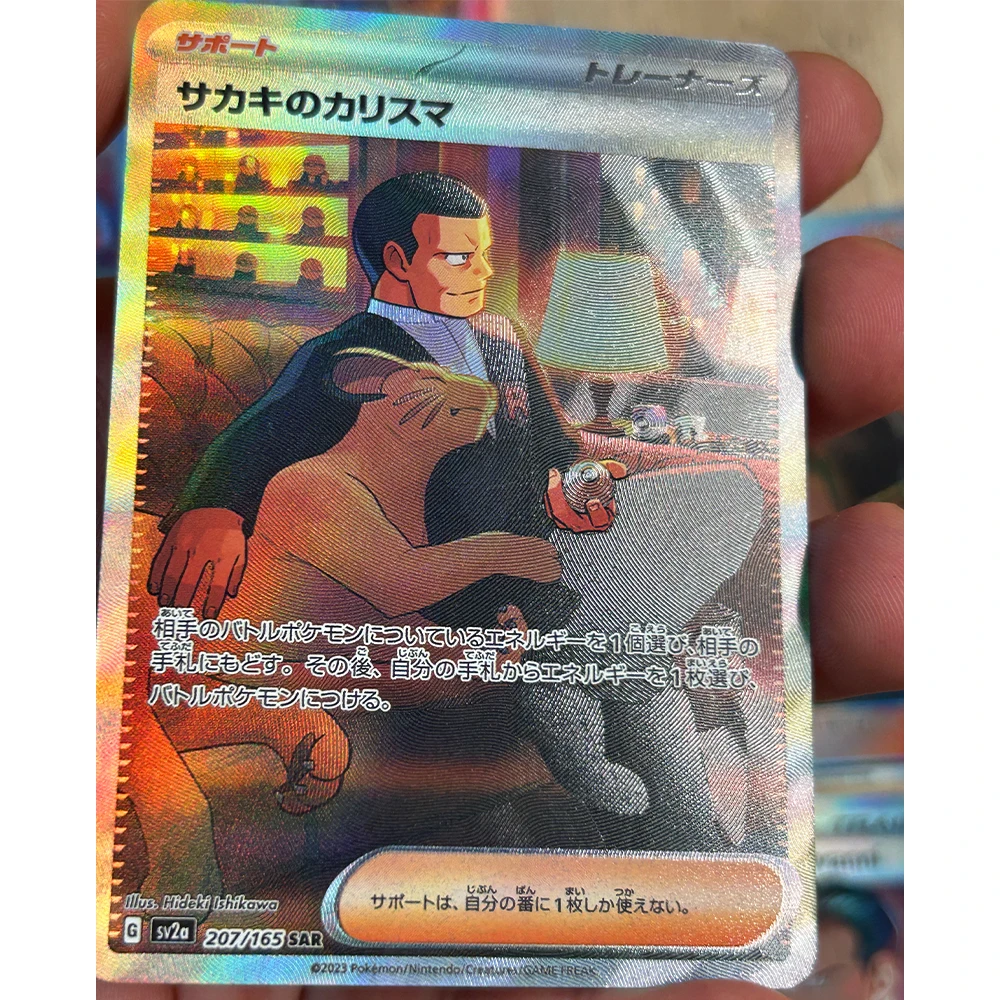 サポート
トレーナーズ
サカキのカリスマ
相手のバトルポケモンについているエネルギーを1個選び、相手の
手札にもどす。その後、自分の手札からエネルギーを1枚選び、
バトルポケモンにつける。
サポートは、自分の番に1枚しか使えない。
Illus. Hideki Ishikawa
G sv2a 207/165 SAR
©2023 Pokémon/Nintendo/Creatures/GAME FREAK